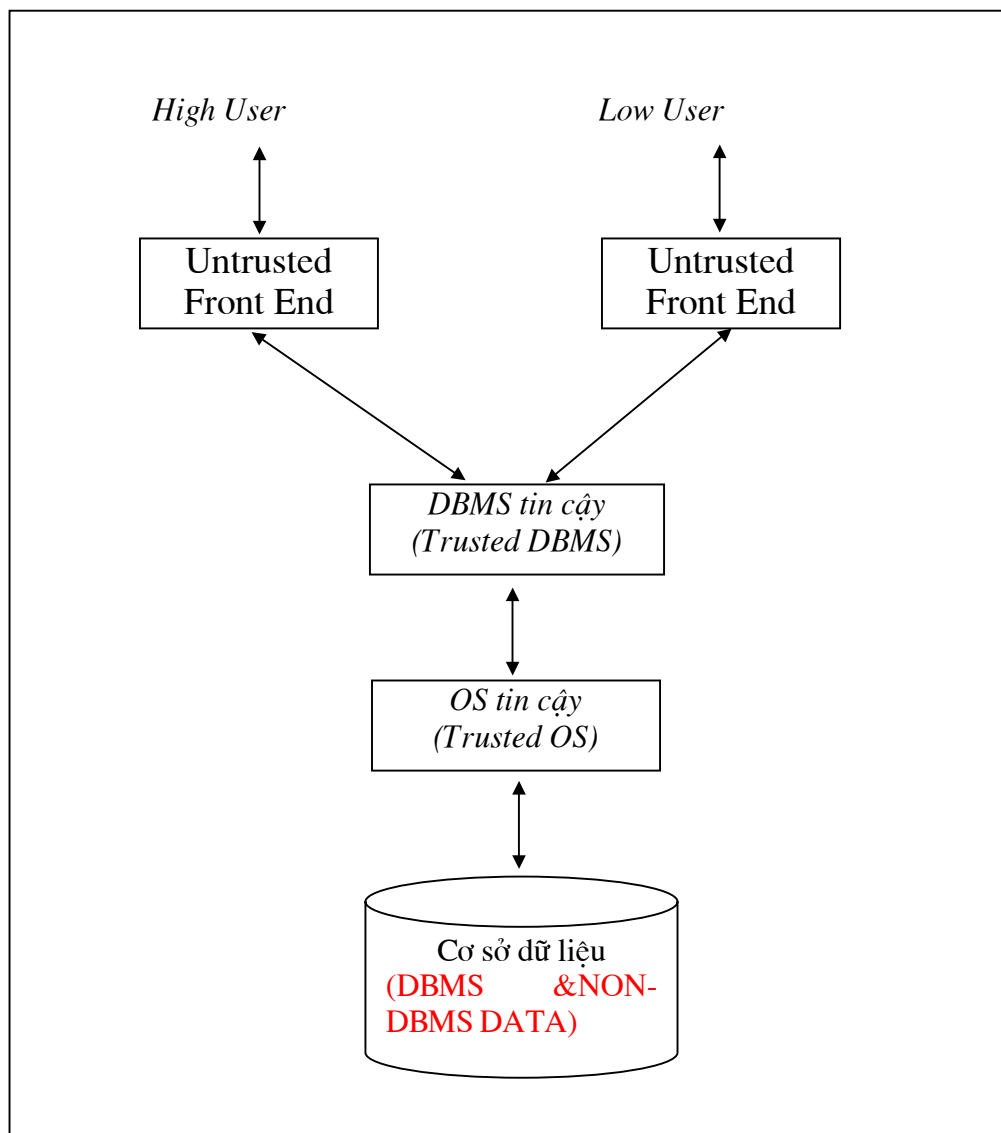 High User
Low User
Untrusted
Front End
Untrusted
Front End
DBMS tin cậy
(Trusted DBMS)
OS tin cậy
(Trusted OS)
Cơ sở dữ liệu
(DBMS &NON-
DBMS DATA)